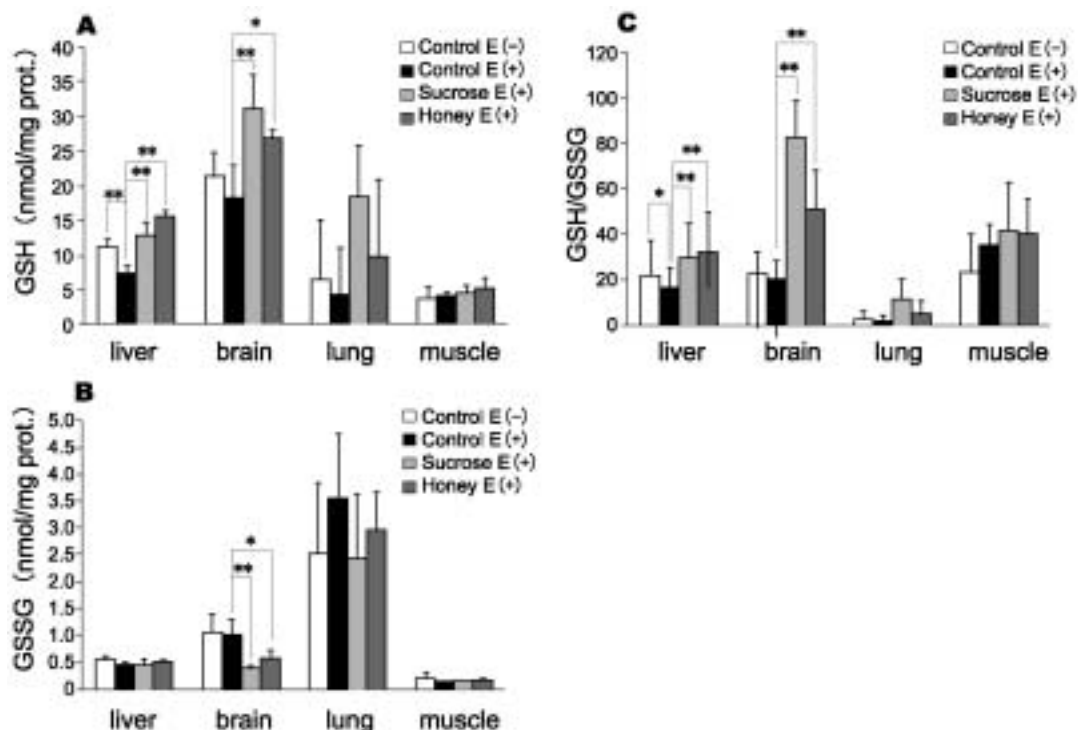 A
GSH (nmol/mg prot.)
40
35
30
25
20
15
10
5
0
** ** ** ** *
Control E (−)
Control E (+)
Sucrose E (+)
Honey E (+)
liver brain lung muscle
C
GSH/GSSG
120
100
80
60
40
20
0
* ** ** ** **
Control E (−)
Control E (+)
Sucrose E (+)
Honey E (+)
liver brain lung muscle
B
GSSG (nmol/mg prot.)
5.0
4.5
4.0
3.5
3.0
2.5
2.0
1.5
1.0
0.5
0
** *
Control E (−)
Control E (+)
Sucrose E (+)
Honey E (+)
liver brain lung muscle